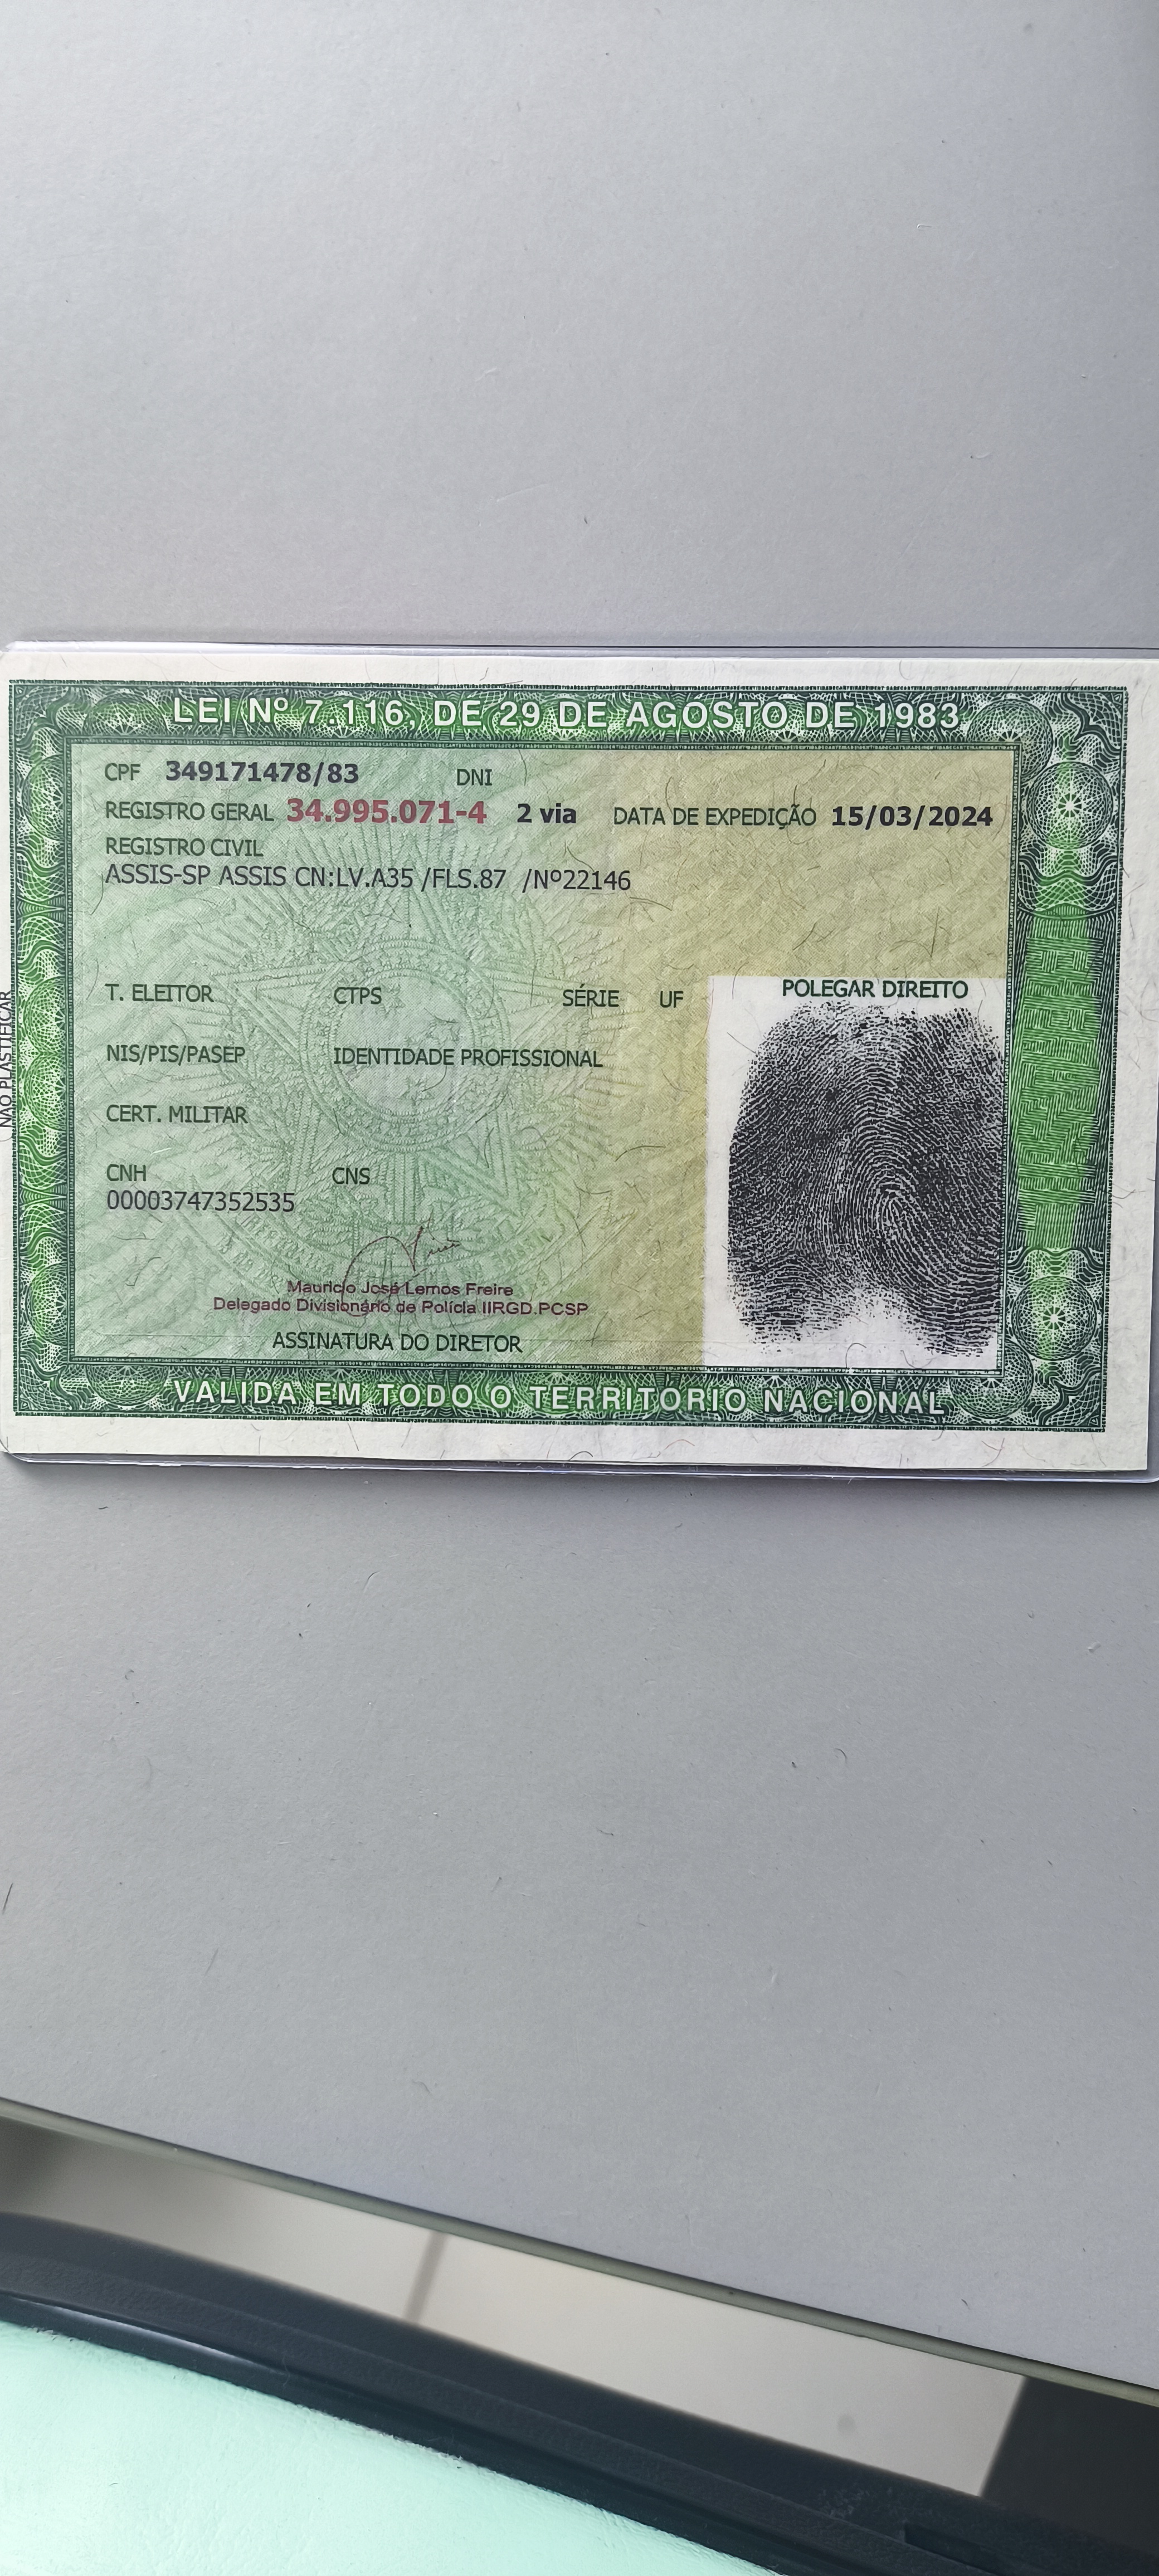 LEI Nº 7.116, DE 29 DE AGOSTO DE 1983
CPF 349171478/83 DNI
REGISTRO GERAL 34.995.071-4 2 via DATA DE EXPEDIÇÃO 15/03/2024
REGISTRO CIVIL
ASSIS-SP ASSIS CN:LV.A35 /FLS.87 /Nº22146
T. ELEITOR CTPS SÉRIE UF
POLEGAR DIREITO
NIS/PIS/PASEP IDENTIDADE PROFISSIONAL
CERT. MILITAR
CNH CNS
00003747352535
Mauricio José Lemos Freire
Delegado Divisionário de Polícia IIRGD.PCSP
ASSINATURA DO DIRETOR
VALIDA EM TODO O TERRITORIO NACIONAL
NÃO PLASTIFICAR